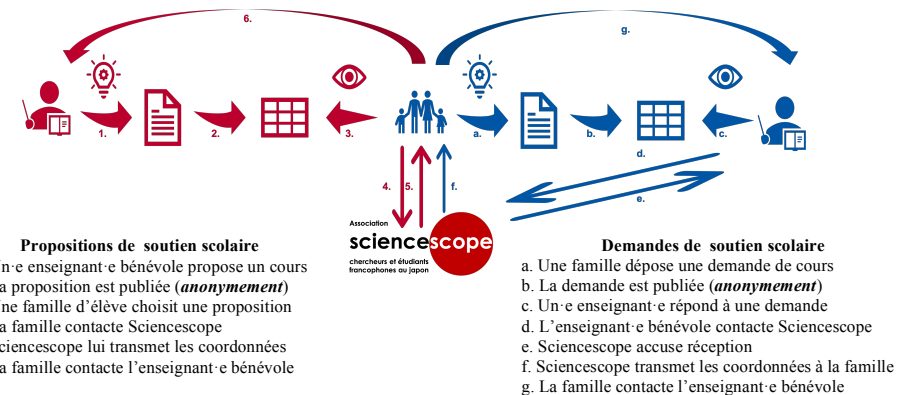 6.
g.
1.
2.
3.
a.
b.
c.
d.
4.
5.
f.
e.
Association
sciencescope
chercheurs et étudiants
francophones au japon
Propositions de soutien scolaire
n·e enseignant·e bénévole propose un cours
a proposition est publiée (anonymement)
ne famille d’élève choisit une proposition
a famille contacte Sciencescope
ciencescope lui transmet les coordonnées
a famille contacte l’enseignant·e bénévole
Demandes de soutien scolaire
a. Une famille dépose une demande de cours
b. La demande est publiée (anonymement)
c. Un·e enseignant·e répond à une demande
d. L’enseignant·e bénévole contacte Sciencescope
e. Sciencescope accuse réception
f. Sciencescope transmet les coordonnées à la famille
g. La famille contacte l’enseignant·e bénévole